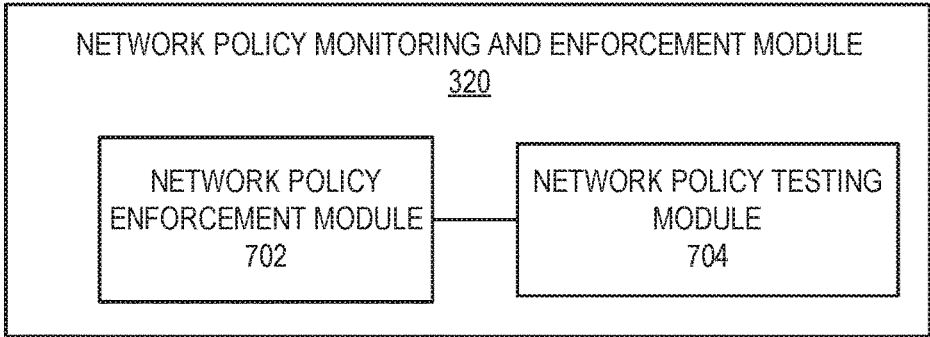 NETWORK POLICY MONITORING AND ENFORCEMENT MODULE
320
NETWORK POLICY
ENFORCEMENT MODULE
702
NETWORK POLICY TESTING
MODULE
704